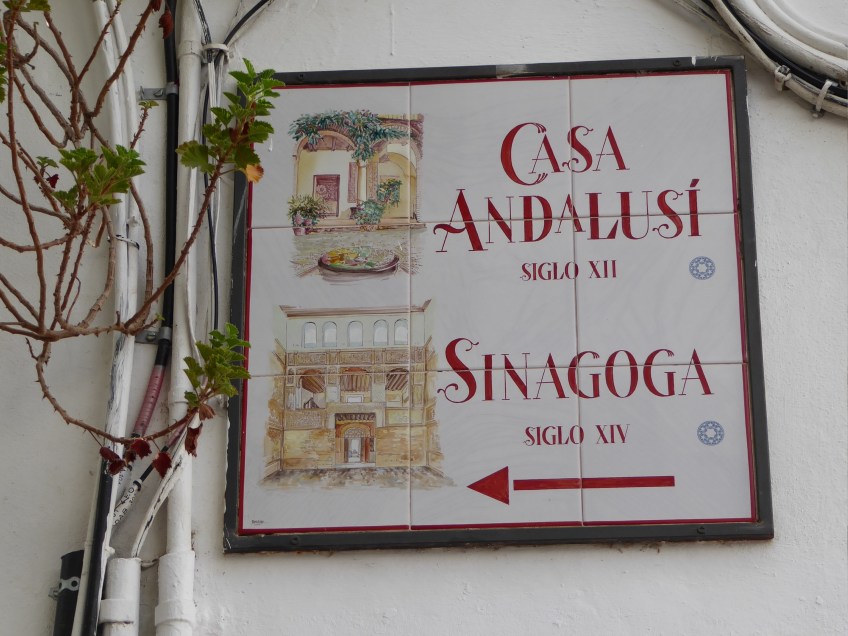 CASA
ANDALUSÍ
SIGLO XII
SINAGOGA
SIGLO XIV